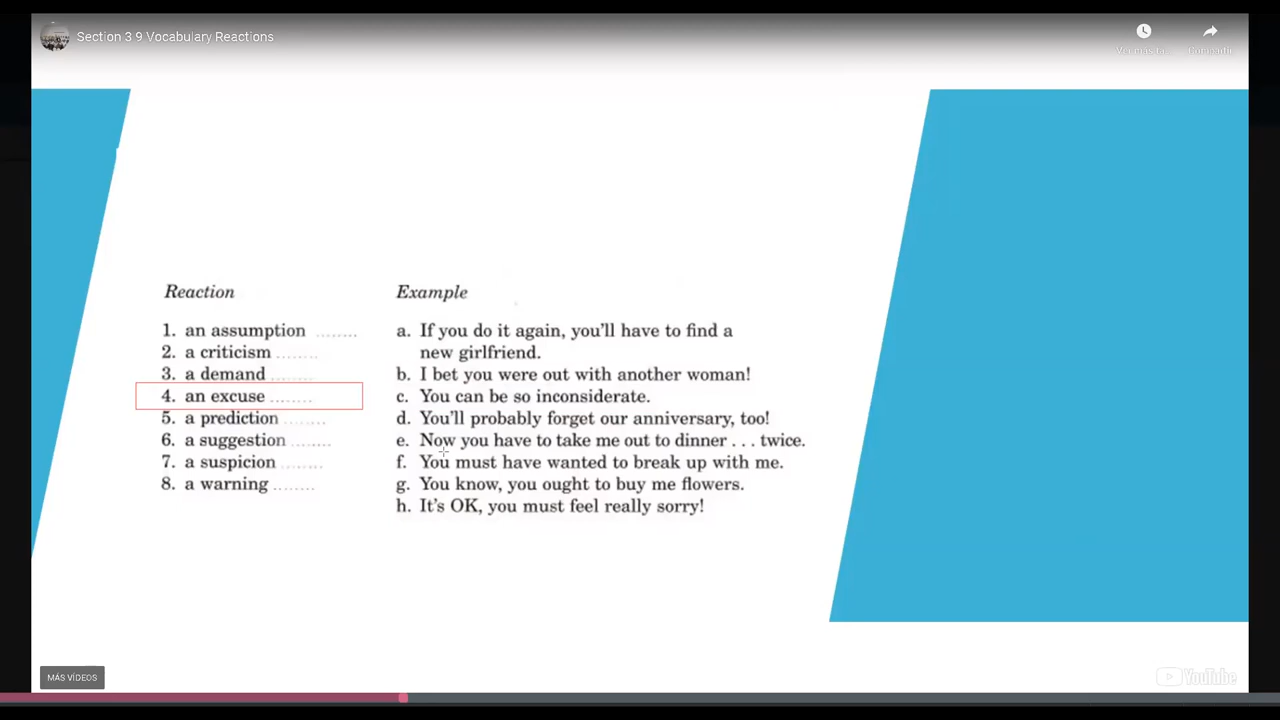 Section 3 9 Vocabulary Reactions
Compartir
Reaction
Example
1. an assumption ........
2. a criticism ........
3. a demand ........
4. an excuse ........
5. a prediction ........
6. a suggestion ........
7. a suspicion ........
8. a warning ........
a. If you do it again, you'll have to find a
new girlfriend.
b. I bet you were out with another woman!
c. You can be so inconsiderate.
d. You'll probably forget our anniversary, too!
e. Now you have to take me out to dinner . . . twice.
f. You must have wanted to break up with me.
g. You know, you ought to buy me flowers.
h. It's OK, you must feel really sorry!
MÁS VÍDEOS
YouTube